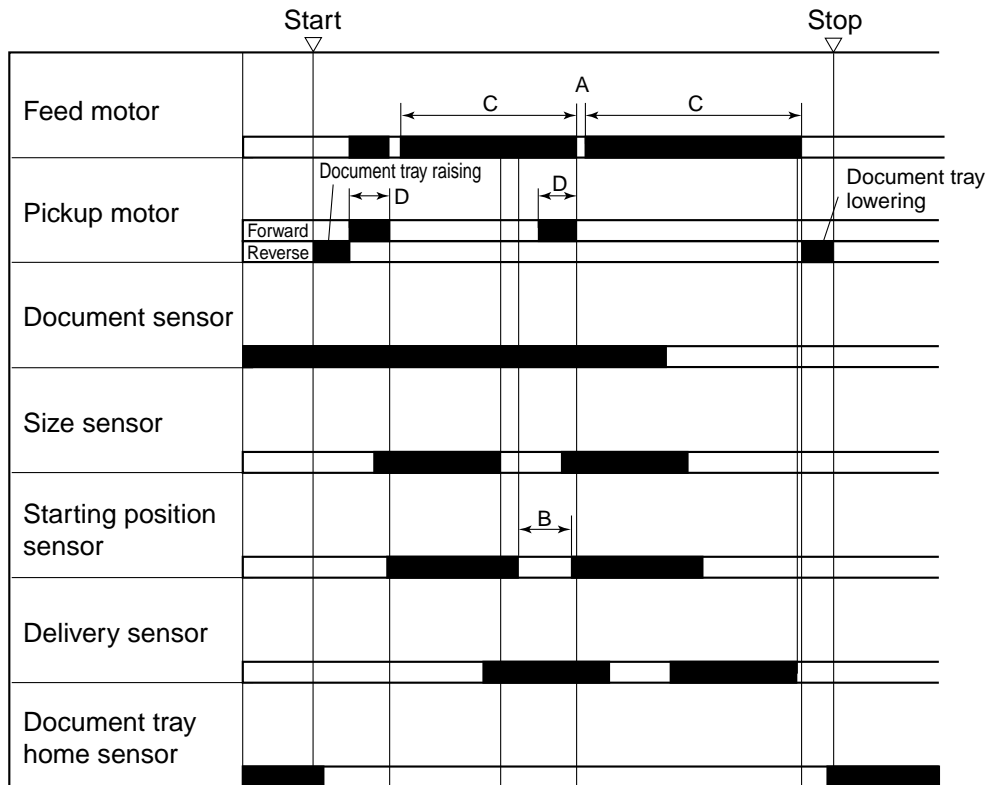 Start
Stop
Feed motor
C
A
C
Pickup motor
Document tray raising
D
D
Document tray
lowering
Forward
Reverse
Document sensor
Size sensor
Starting position
sensor
B
Delivery sensor
Document tray
home sensor